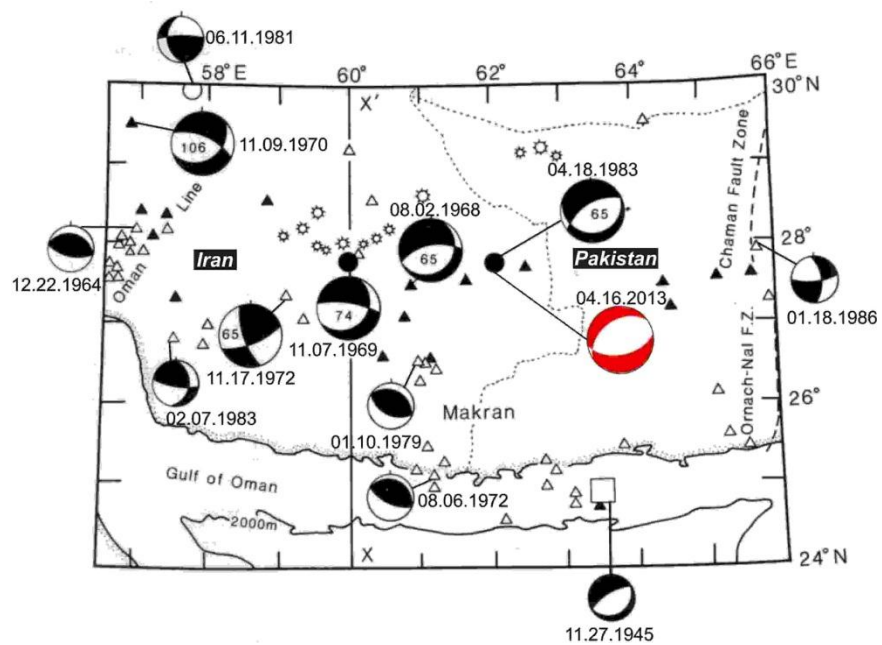 06.11.1981
58°E
60°
62°
64°
66°E
30°N
X'
11.09.1970
106
Line
Oman
04.18.1983
65
08.02.1968
65
Chaman Fault Zone
28°
Iran
Pakistan
12.22.1964
04.16.2013
01.18.1986
65
74
11.07.1969
11.17.1972
02.07.1983
01.10.1979
Makran
Ornach-Nal F.Z.
26°
Gulf of Oman
08.06.1972
2000m
X
24°N
11.27.1945